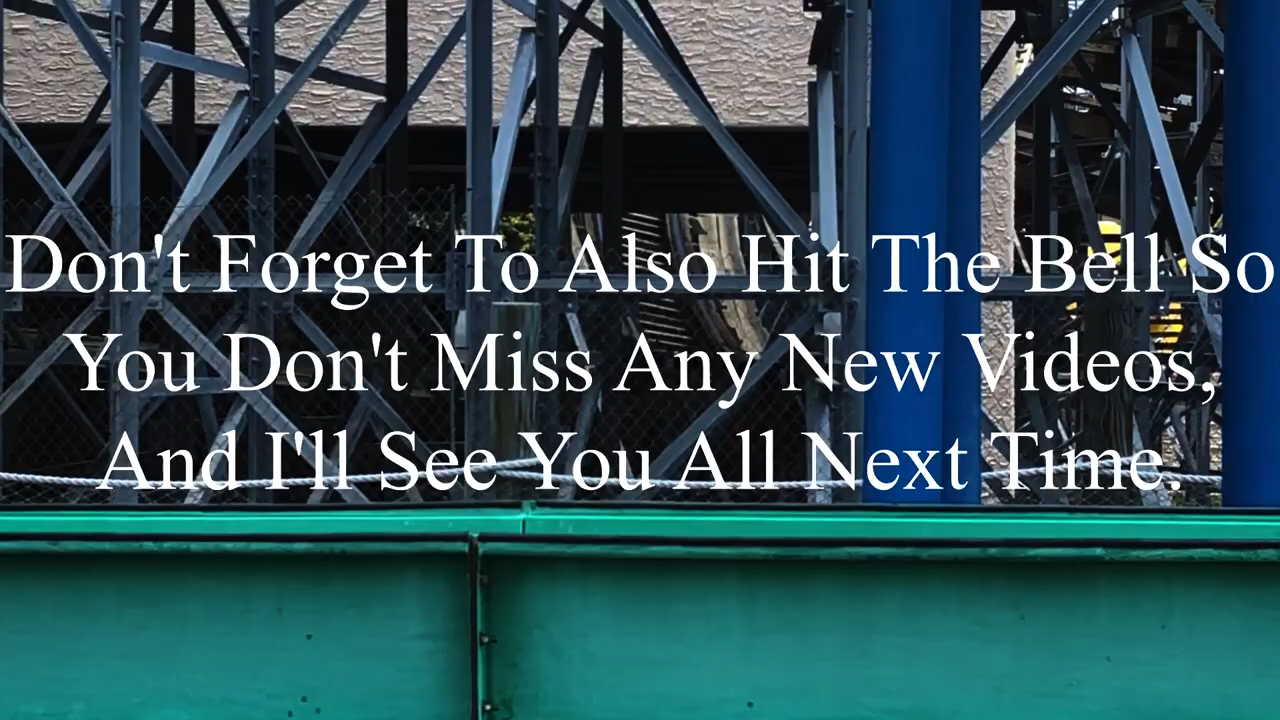 Don't Forget To Also Hit The Bell So
You Don't Miss Any New Videos,
And I'll See You All Next Time.